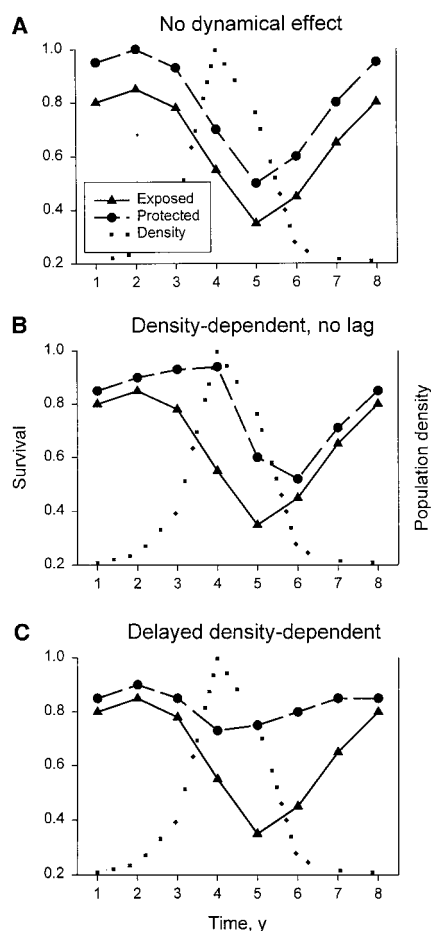 A
No dynamical effect
1.0
0.8
0.6
0.4
0.2
Exposed
Protected
Density
1 2 3 4 5 6 7 8
B
Density-dependent, no lag
1.0
0.8
0.6
0.4
0.2
Survival
Population density
1 2 3 4 5 6 7 8
C
Delayed density-dependent
1.0
0.8
0.6
0.4
0.2
1 2 3 4 5 6 7 8
Time, y